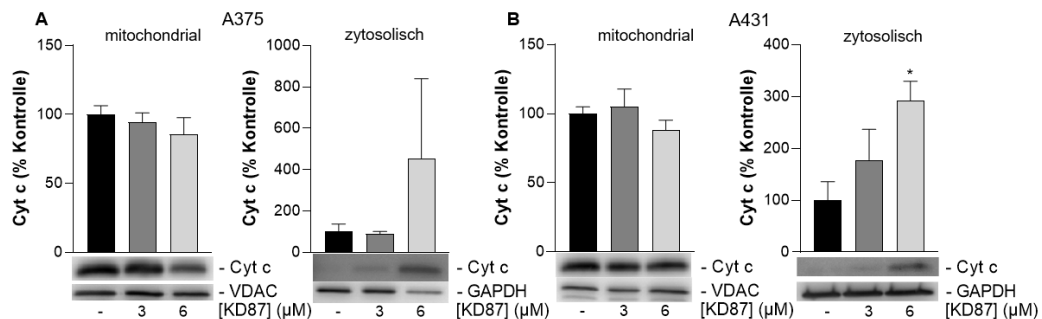 A A375
mitochondrial
Cyt c (% Kontrolle)
150
100
50
0
- Cyt c
- VDAC
- 3 6 [KD87] (µM)
zytosolisch
Cyt c (% Kontrolle)
1000
800
600
400
200
0
- Cyt c
- GAPDH
- 3 6 [KD87] (µM)
B A431
mitochondrial
Cyt c (% Kontrolle)
150
100
50
0
- Cyt c
- VDAC
- 3 6 [KD87] (µM)
zytosolisch
Cyt c (% Kontrolle)
400
300
200
100
0
*
- Cyt c
- GAPDH
- 3 6 [KD87] (µM)